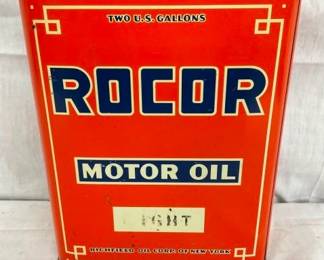 TWO U.S. GALLONS
ROCOR
MOTOR OIL
LIGHT
RICHFIELD OIL CORP. OF NEW YORK